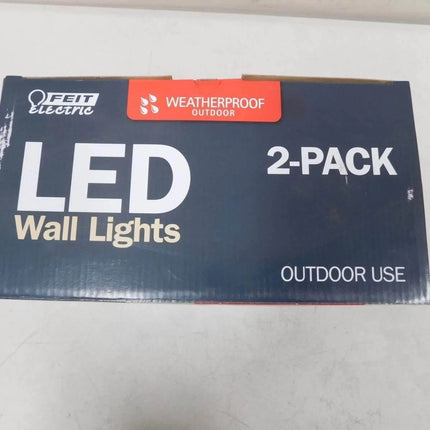 FEIT
electric
WEATHERPROOF
OUTDOOR
LED
Wall Lights
2-PACK
OUTDOOR USE